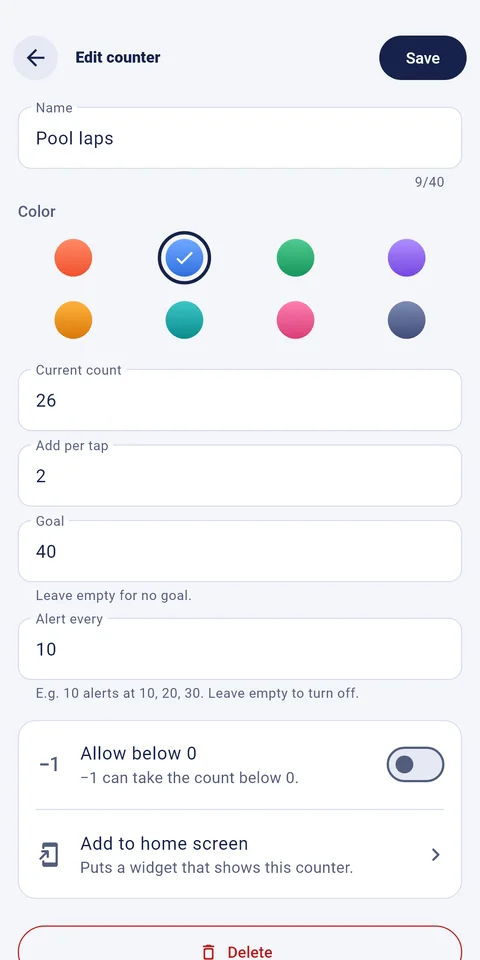 Edit counter
Save
Name
Pool laps
9/40
Color
Current count
26
Add per tap
2
Goal
40
Leave empty for no goal.
Alert every
10
E.g. 10 alerts at 10, 20, 30. Leave empty to turn off.
−1
Allow below 0
−1 can take the count below 0.
Add to home screen
Puts a widget that shows this counter.
Delete